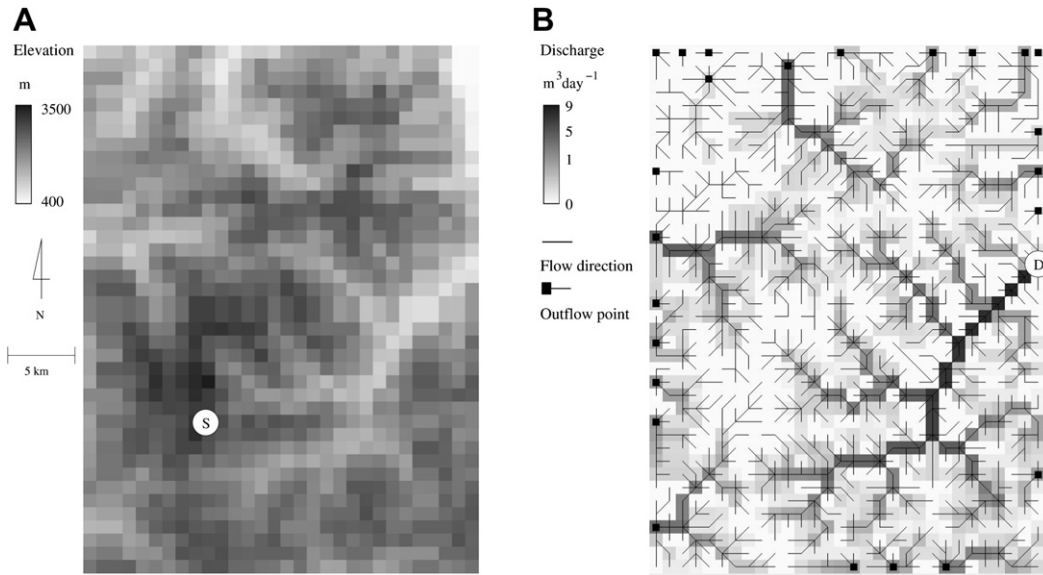 A
Elevation
m
3500
400
N
5 km
S
B
Discharge
m³day⁻¹
9
5
1
0
Flow direction
Outflow point
D